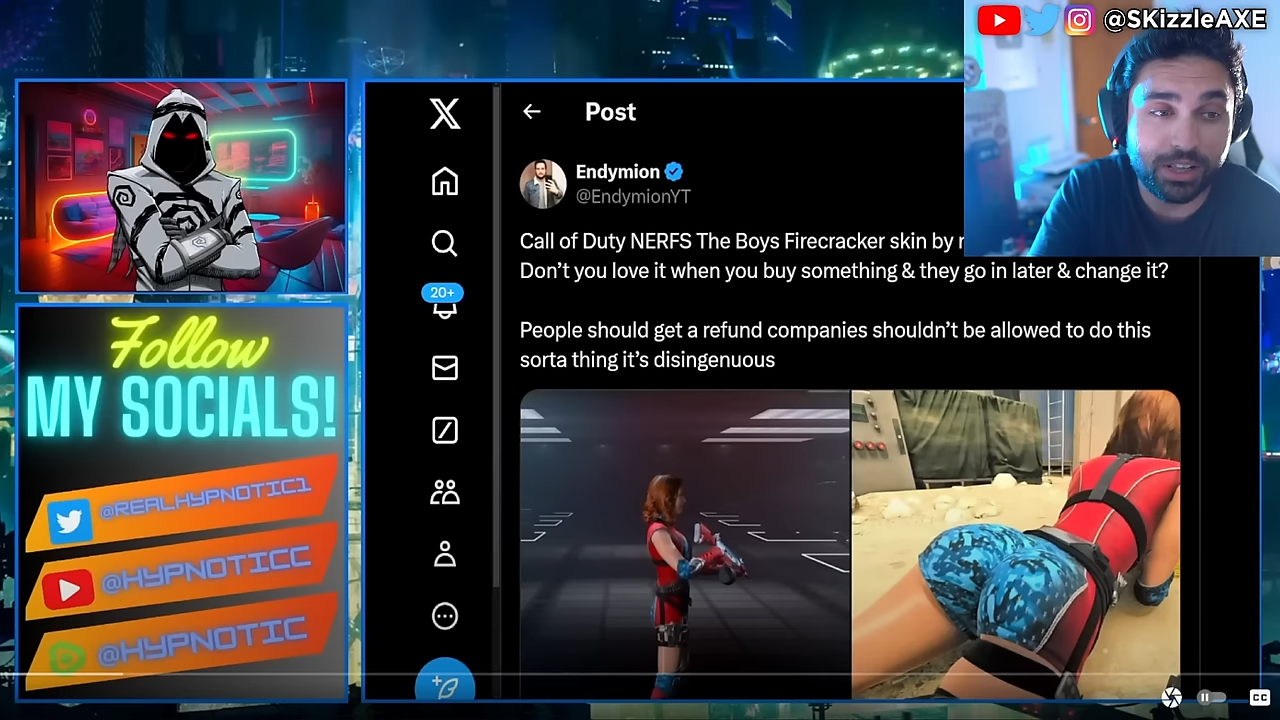 @SKizzleAXE
Post
Endymion
@EndymionYT
Call of Duty NERFS The Boys Firecracker skin by
Don't you love it when you buy something & they go in later & change it?
People should get a refund companies shouldn't be allowed to do this
sorta thing it's disingenuous
20+
Follow
MY SOCIALS!
@REALHYPNOTIC1
@HYPNOTICC
@HYPNOTIC
CC